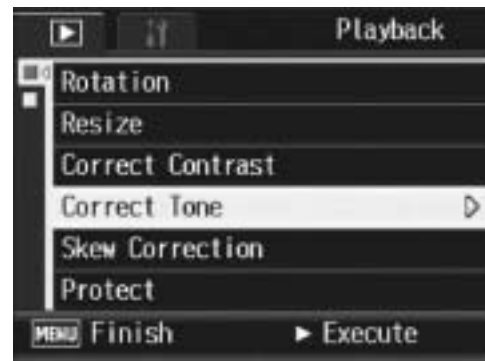 Playback
Rotation
Resize
Correct Contrast
Correct Tone
Skew Correction
Protect
MENU Finish ► Execute